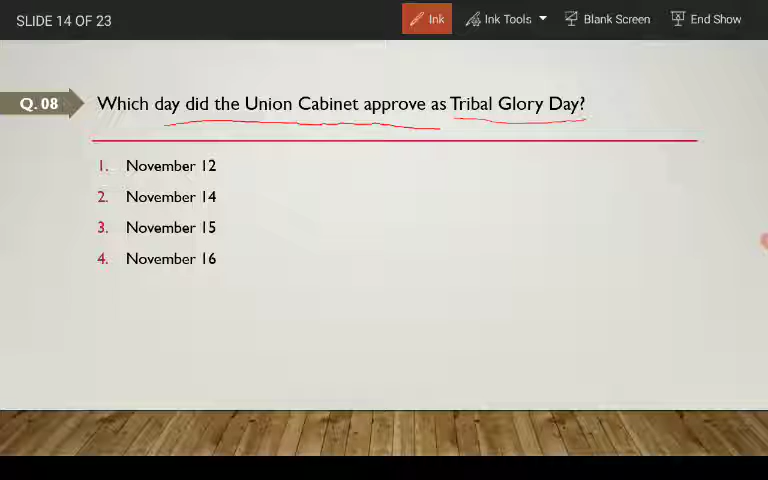 SLIDE 14 OF 23
Ink
Ink Tools
Blank Screen
End Show
Q. 08
Which day did the Union Cabinet approve as Tribal Glory Day?
1. November 12
2. November 14
3. November 15
4. November 16